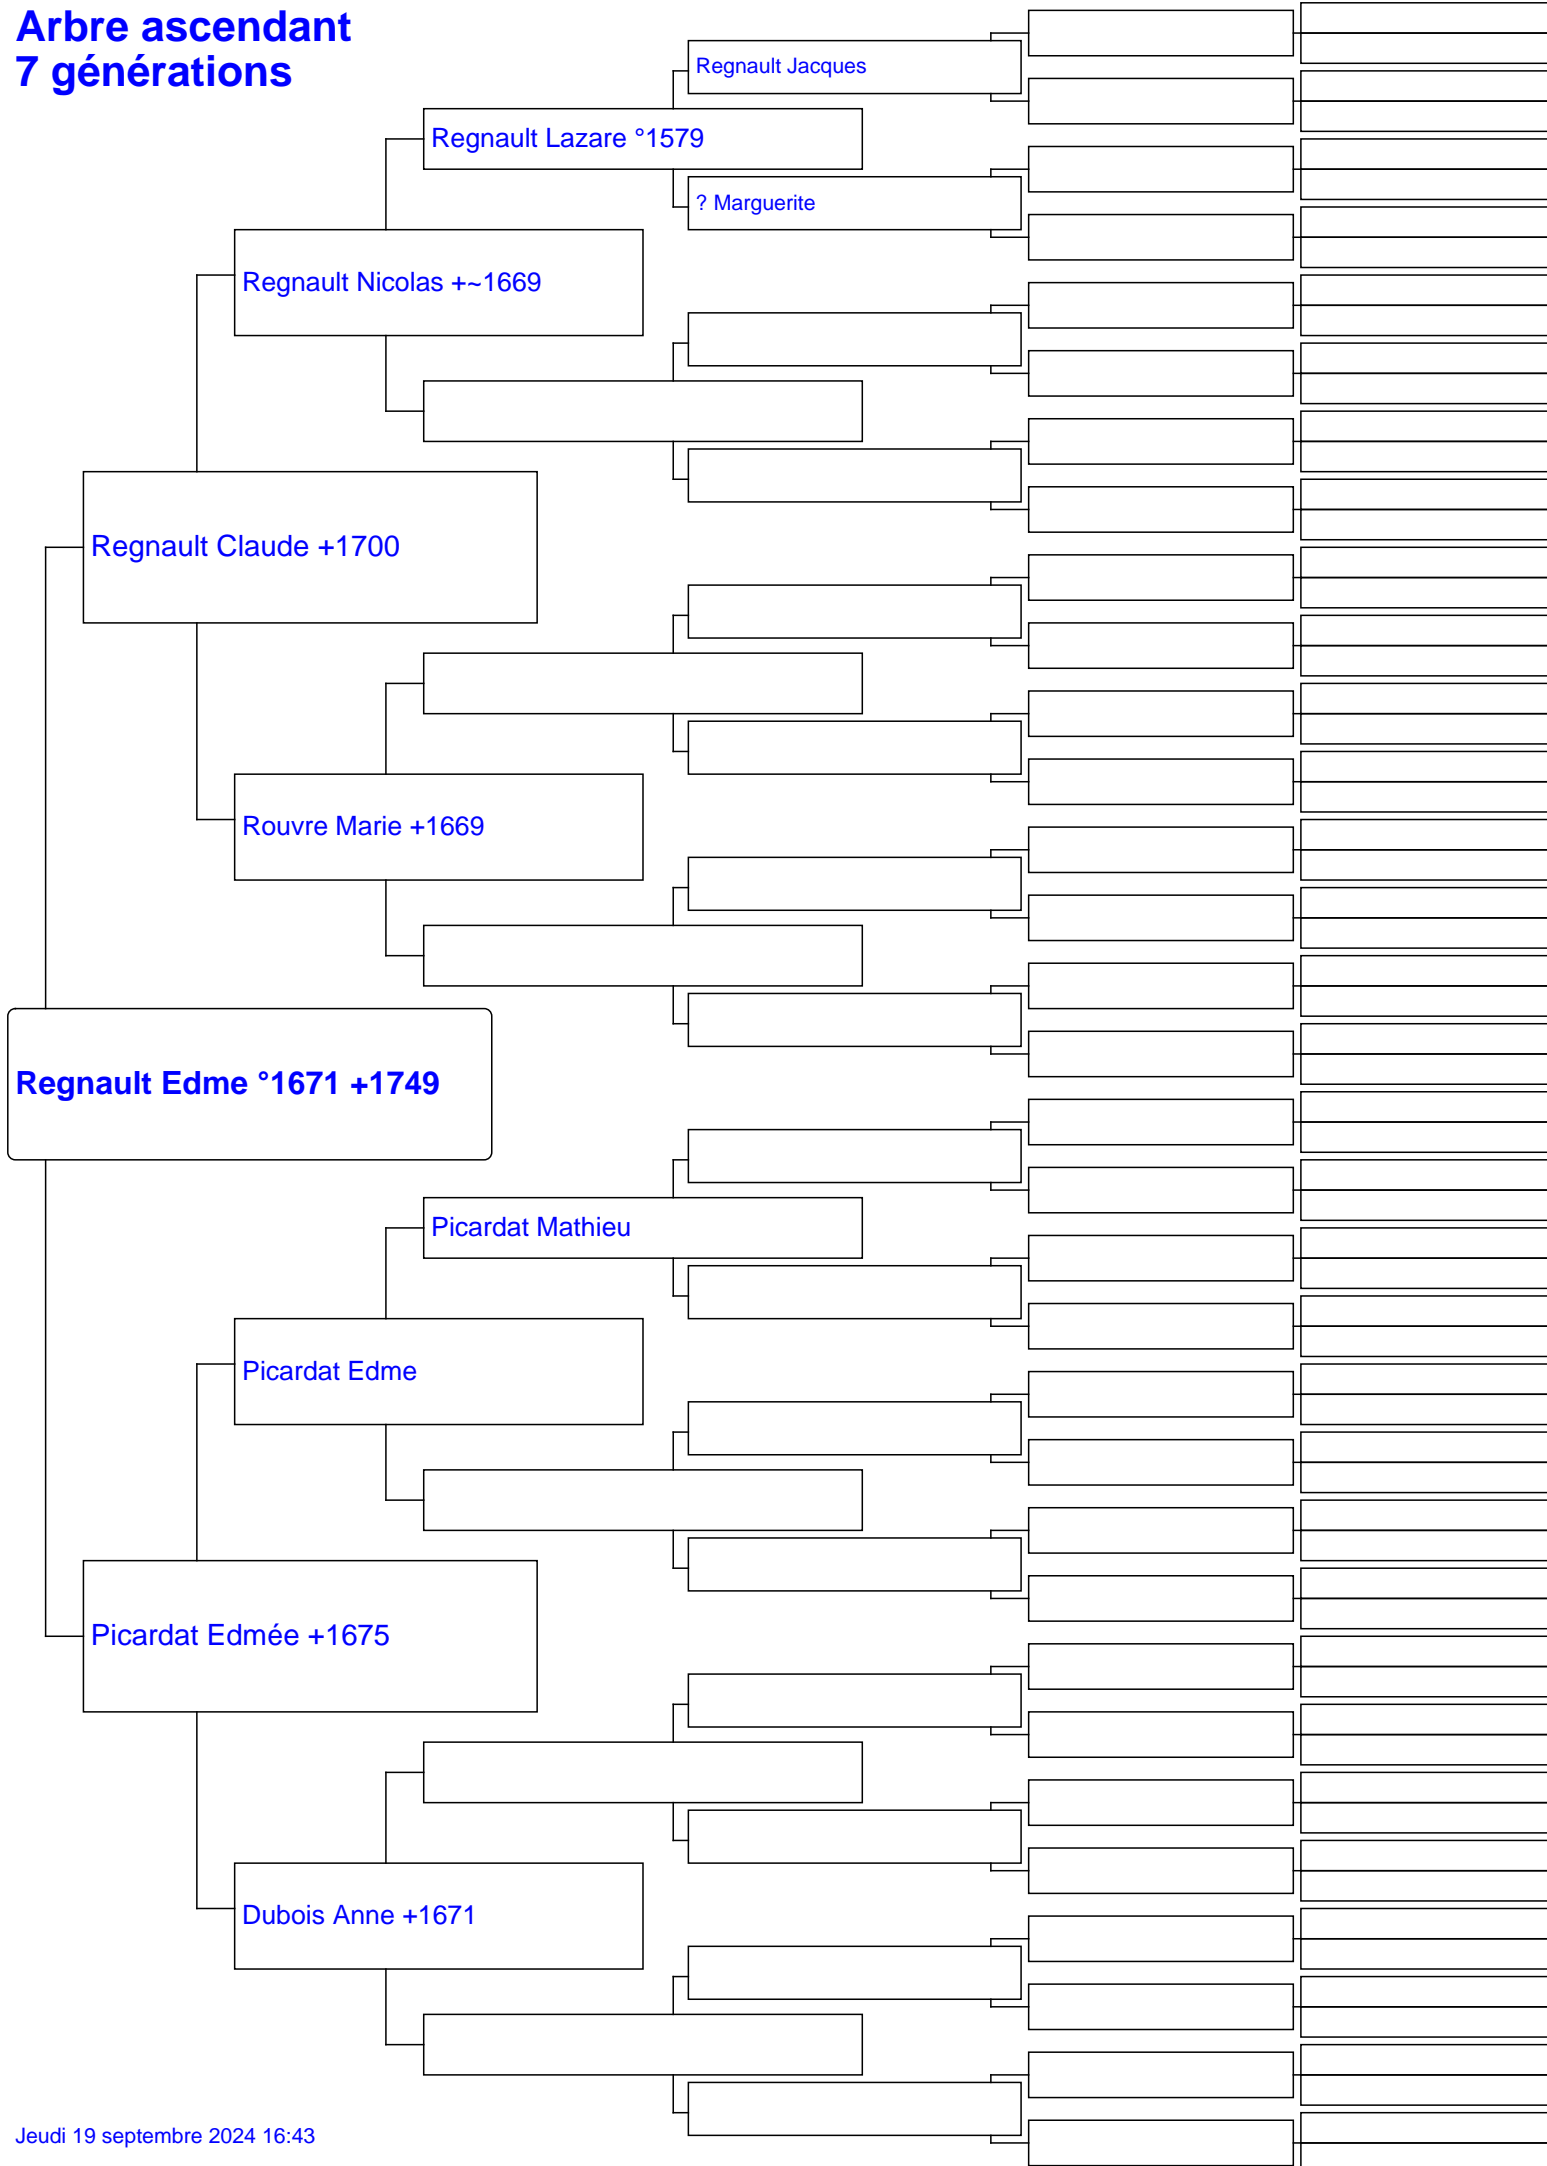 Arbre ascendant
7 générations
Regnault Jacques
Regnault Lazare °1579
? Marguerite
Regnault Nicolas +~1669
Regnault Claude +1700
Rouvre Marie +1669
Regnault Edme °1671 +1749
Picardat Mathieu
Picardat Edme
Picardat Edmée +1675
Dubois Anne +1671
Jeudi 19 septembre 2024 16:43